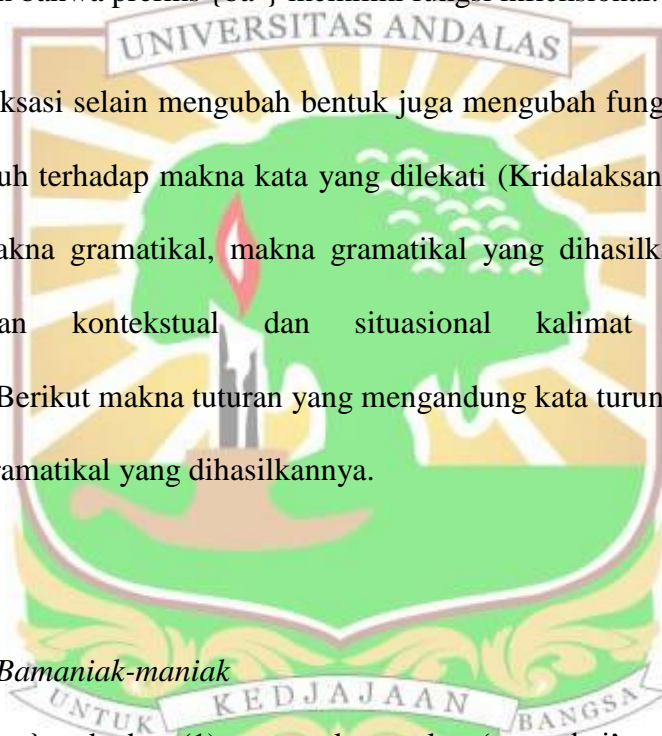 bahwa prefiks {ba-} memiliki fungsi
UNIVERSITAS ANDALAS
ksasi selain mengubah bentuk juga mengubah fung
uh terhadap makna kata yang dilekati (Kridalaksan
akna gramatikal, makna gramatikal yang dihasilka
an kontekstual dan situasional kalimat
Berikut makna tuturan yang mengandung kata turun
ramatikal yang dihasilkannya.
Bamaniak-maniak
UNTUK KEDJAJAAN BANGSA